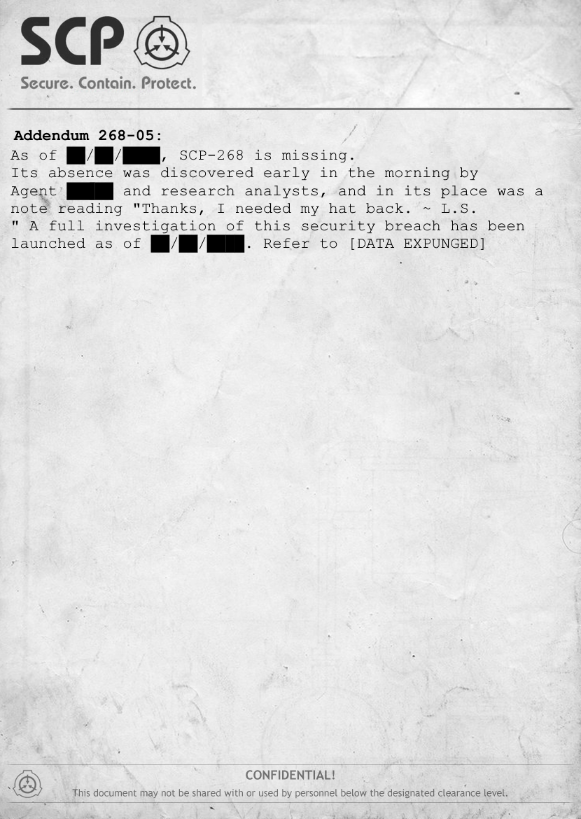 SCP
Secure. Contain. Protect.
Addendum 268-05:
As of ██/██/████, SCP-268 is missing.
Its absence was discovered early in the morning by
Agent █████ and research analysts, and in its place was a
note reading "Thanks, I needed my hat back. ~ L.S.
" A full investigation of this security breach has been
launched as of ██/██/████. Refer to [DATA EXPUNGED]
CONFIDENTIAL!
This document may not be shared with or used by personnel below the designated clearance level.